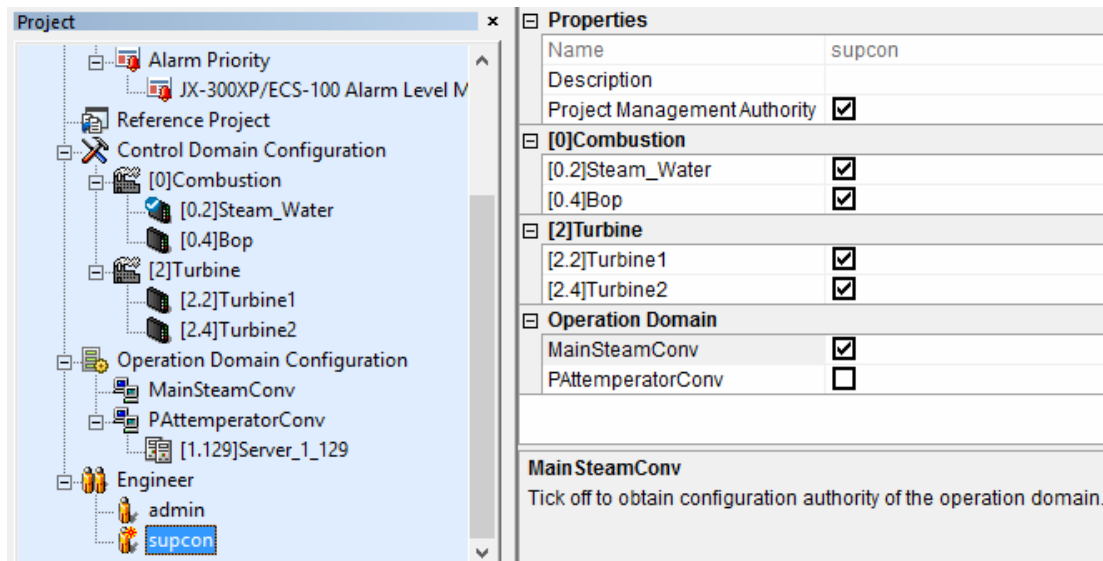 Project ×
Alarm Priority
JX-300XP/ECS-100 Alarm Level M
Reference Project
Control Domain Configuration
[0]Combustion
[0.2]Steam_Water
[0.4]Bop
[2]Turbine
[2.2]Turbine1
[2.4]Turbine2
Operation Domain Configuration
MainSteamConv
PAttemperatorConv
[1.129]Server_1_129
Engineer
admin
supcon
Properties
Name supcon
Description
Project Management Authority
[0]Combustion
[0.2]Steam_Water
[0.4]Bop
[2]Turbine
[2.2]Turbine1
[2.4]Turbine2
Operation Domain
MainSteamConv
PAttemperatorConv
MainSteamConv
Tick off to obtain configuration authority of the operation domain.